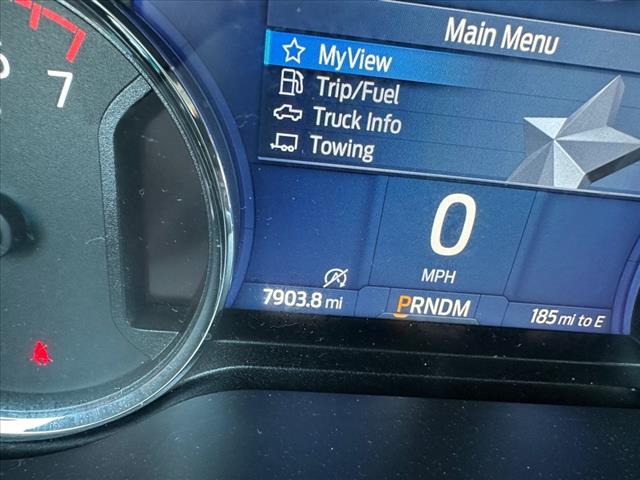 Main Menu
MyView
Trip/Fuel
Truck Info
Towing
7
0
MPH
7903.8 mi
PRNDM
185 mi to E